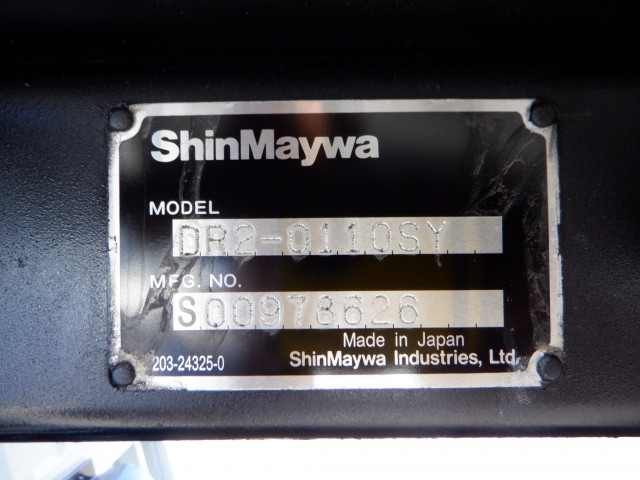 ShinMaywa
MODEL
DR2-0110SY
MFG. NO.
S00978626
Made in Japan
203-24325-0
ShinMaywa Industries, Ltd.